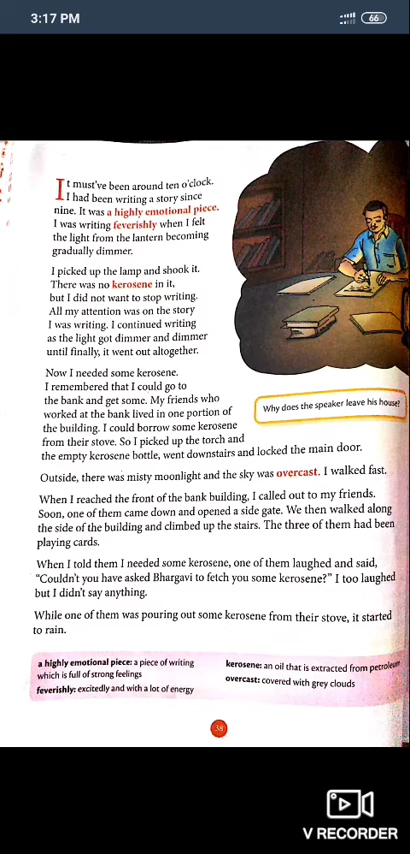 3:17 PM
66
It must've been around ten o'clock.
I had been writing a story since
nine. It was a highly emotional piece.
I was writing feverishly when I felt
the light from the lantern becoming
gradually dimmer.
I picked up the lamp and shook it.
There was no kerosene in it,
but I did not want to stop writing.
All my attention was on the story
I was writing. I continued writing
as the light got dimmer and dimmer
until finally, it went out altogether.
Now I needed some kerosene.
I remembered that I could go to
the bank and get some. My friends who
worked at the bank lived in one portion of
the building. I could borrow some kerosene
from their stove. So I picked up the torch and
the empty kerosene bottle, went downstairs and locked the main door.
Why does the speaker leave his house?
Outside, there was misty moonlight and the sky was overcast. I walked fast.
When I reached the front of the bank building, I called out to my friends.
Soon, one of them came down and opened a side gate. We then walked along
the side of the building and climbed up the stairs. The three of them had been
playing cards.
When I told them I needed some kerosene, one of them laughed and said,
“Couldn't you have asked Bhargavi to fetch you some kerosene?” I too laughed
but I didn't say anything.
While one of them was pouring out some kerosene from their stove, it started
to rain.
a highly emotional piece: a piece of writing
which is full of strong feelings
feverishly: excitedly and with a lot of energy
kerosene: an oil that is extracted from petroleum
overcast: covered with grey clouds
38
V RECORDER